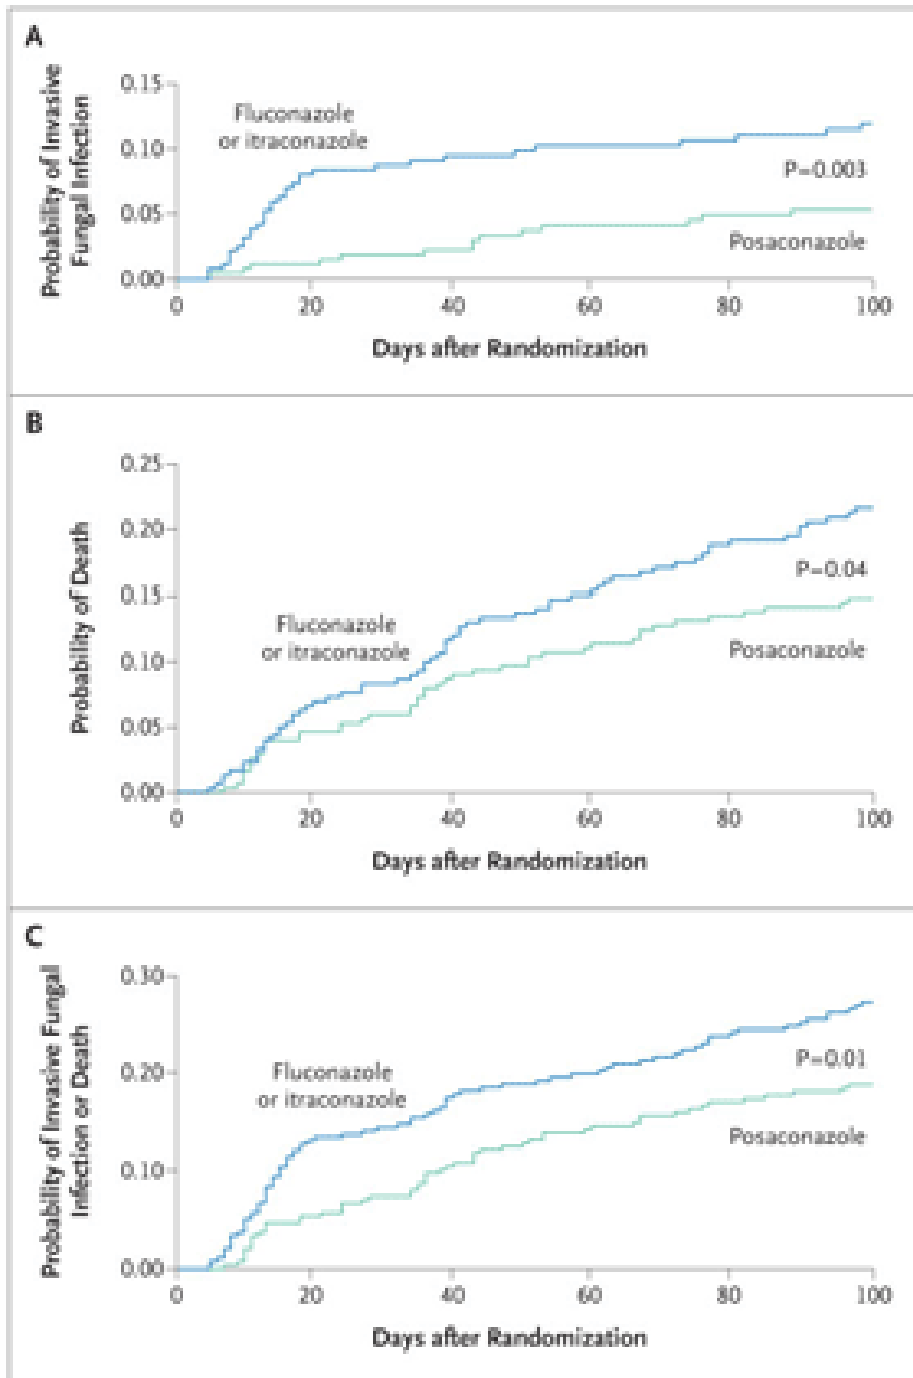 A
Probability of Invasive
Fungal Infection
0.15
0.10
0.05
0.00
Fluconazole
or itraconazole
P=0.003
Posaconazole
0
20
40
60
80
100
Days after Randomization
B
Probability of Death
0.25
0.20
0.15
0.10
0.05
0.00
Fluconazole
or itraconazole
P=0.04
Posaconazole
0
20
40
60
80
100
Days after Randomization
C
Probability of Invasive Fungal
Infection or Death
0.30
0.20
0.10
0.00
Fluconazole
or itraconazole
P=0.01
Posaconazole
0
20
40
60
80
100
Days after Randomization